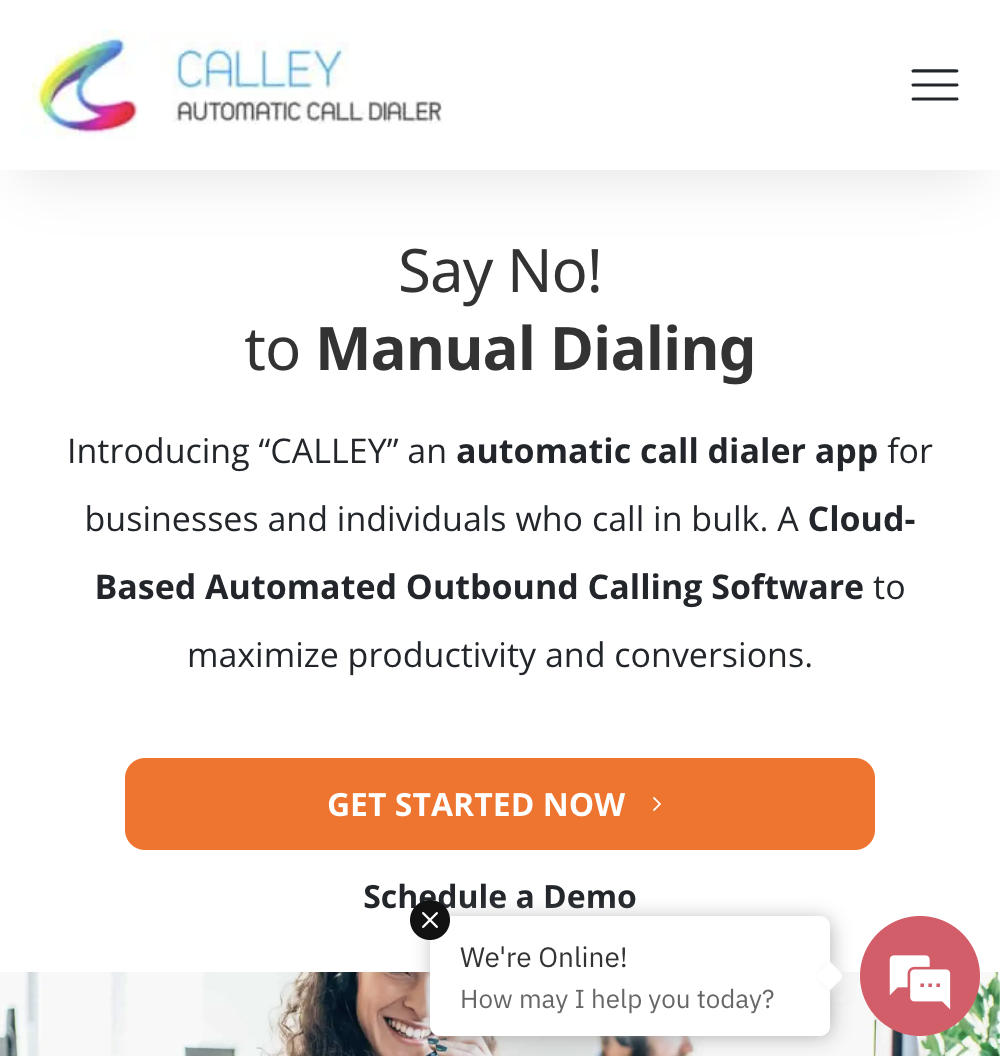 CALLEY
AUTOMATIC CALL DIALER
Say No!
to Manual Dialing
Introducing “CALLEY” an automatic call dialer app for
businesses and individuals who call in bulk. A Cloud-
Based Automated Outbound Calling Software to
maximize productivity and conversions.
GET STARTED NOW
Schedule a Demo
We're Online!
How may I help you today?